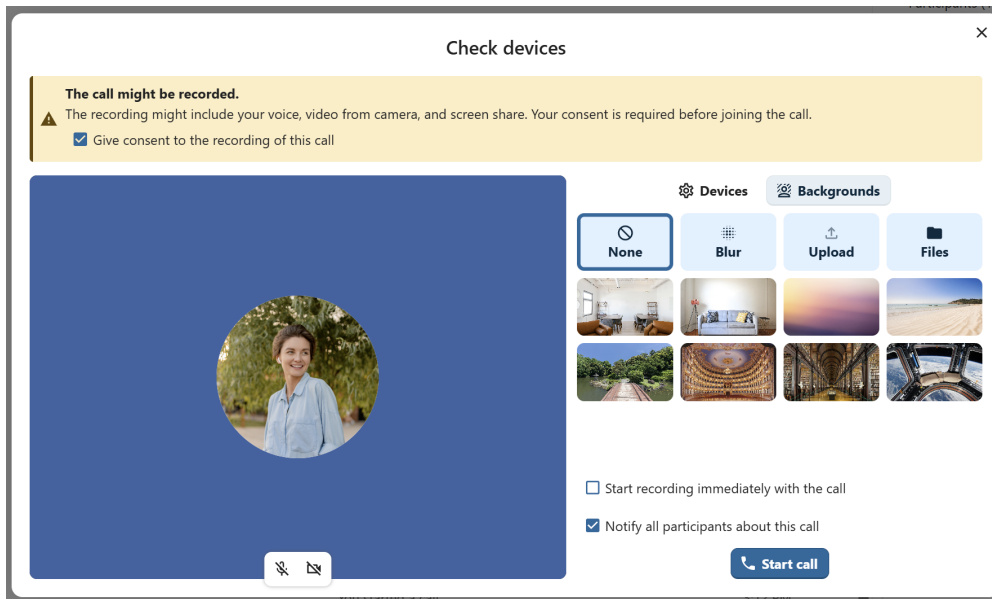 Check devices
The call might be recorded.
The recording might include your voice, video from camera, and screen share. Your consent is required before joining the call.
Give consent to the recording of this call
Devices
Backgrounds
None
Blur
Upload
Files
Start recording immediately with the call
Notify all participants about this call
Start call